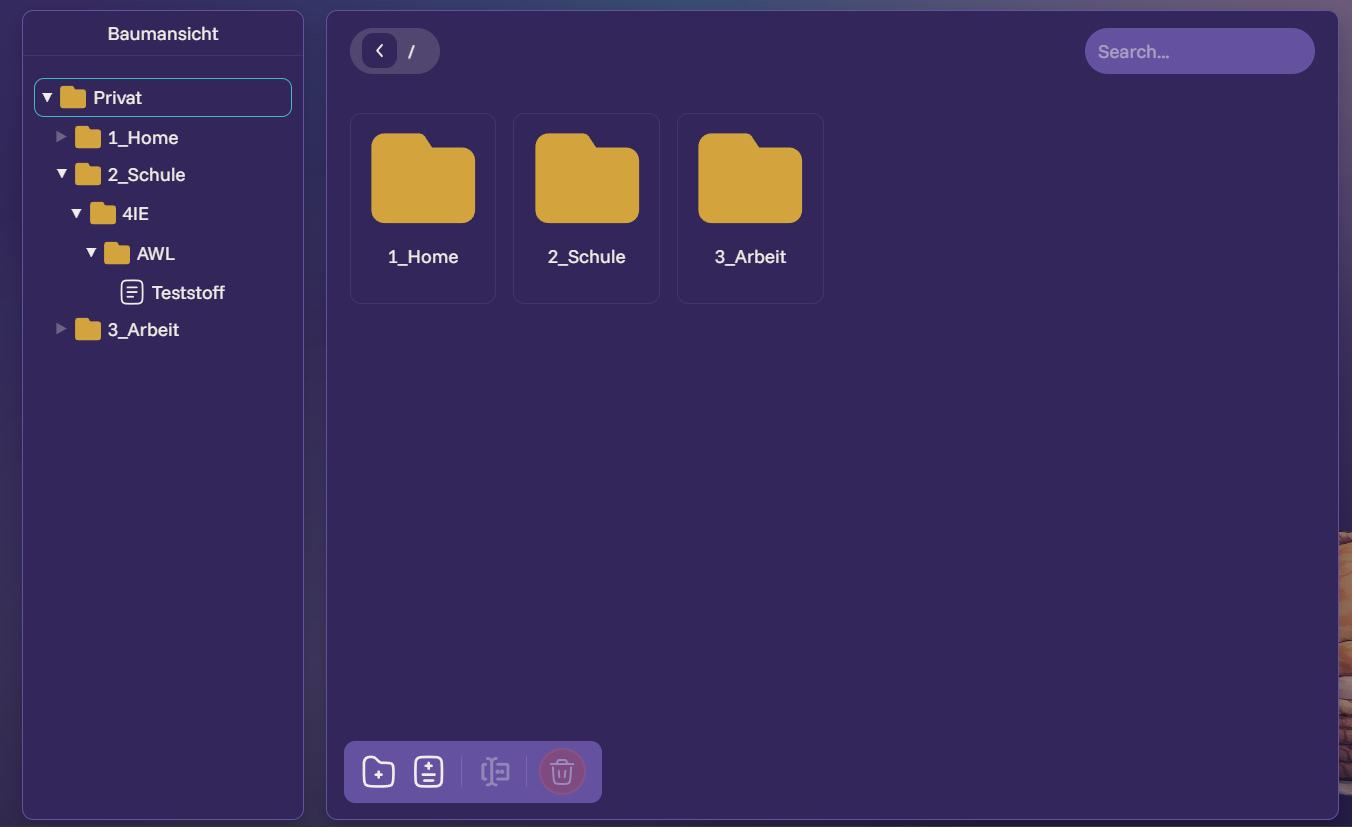 Baumansicht
Privat
1_Home
2_Schule
4IE
AWL
Teststoff
3_Arbeit
/
Search...
1_Home
2_Schule
3_Arbeit